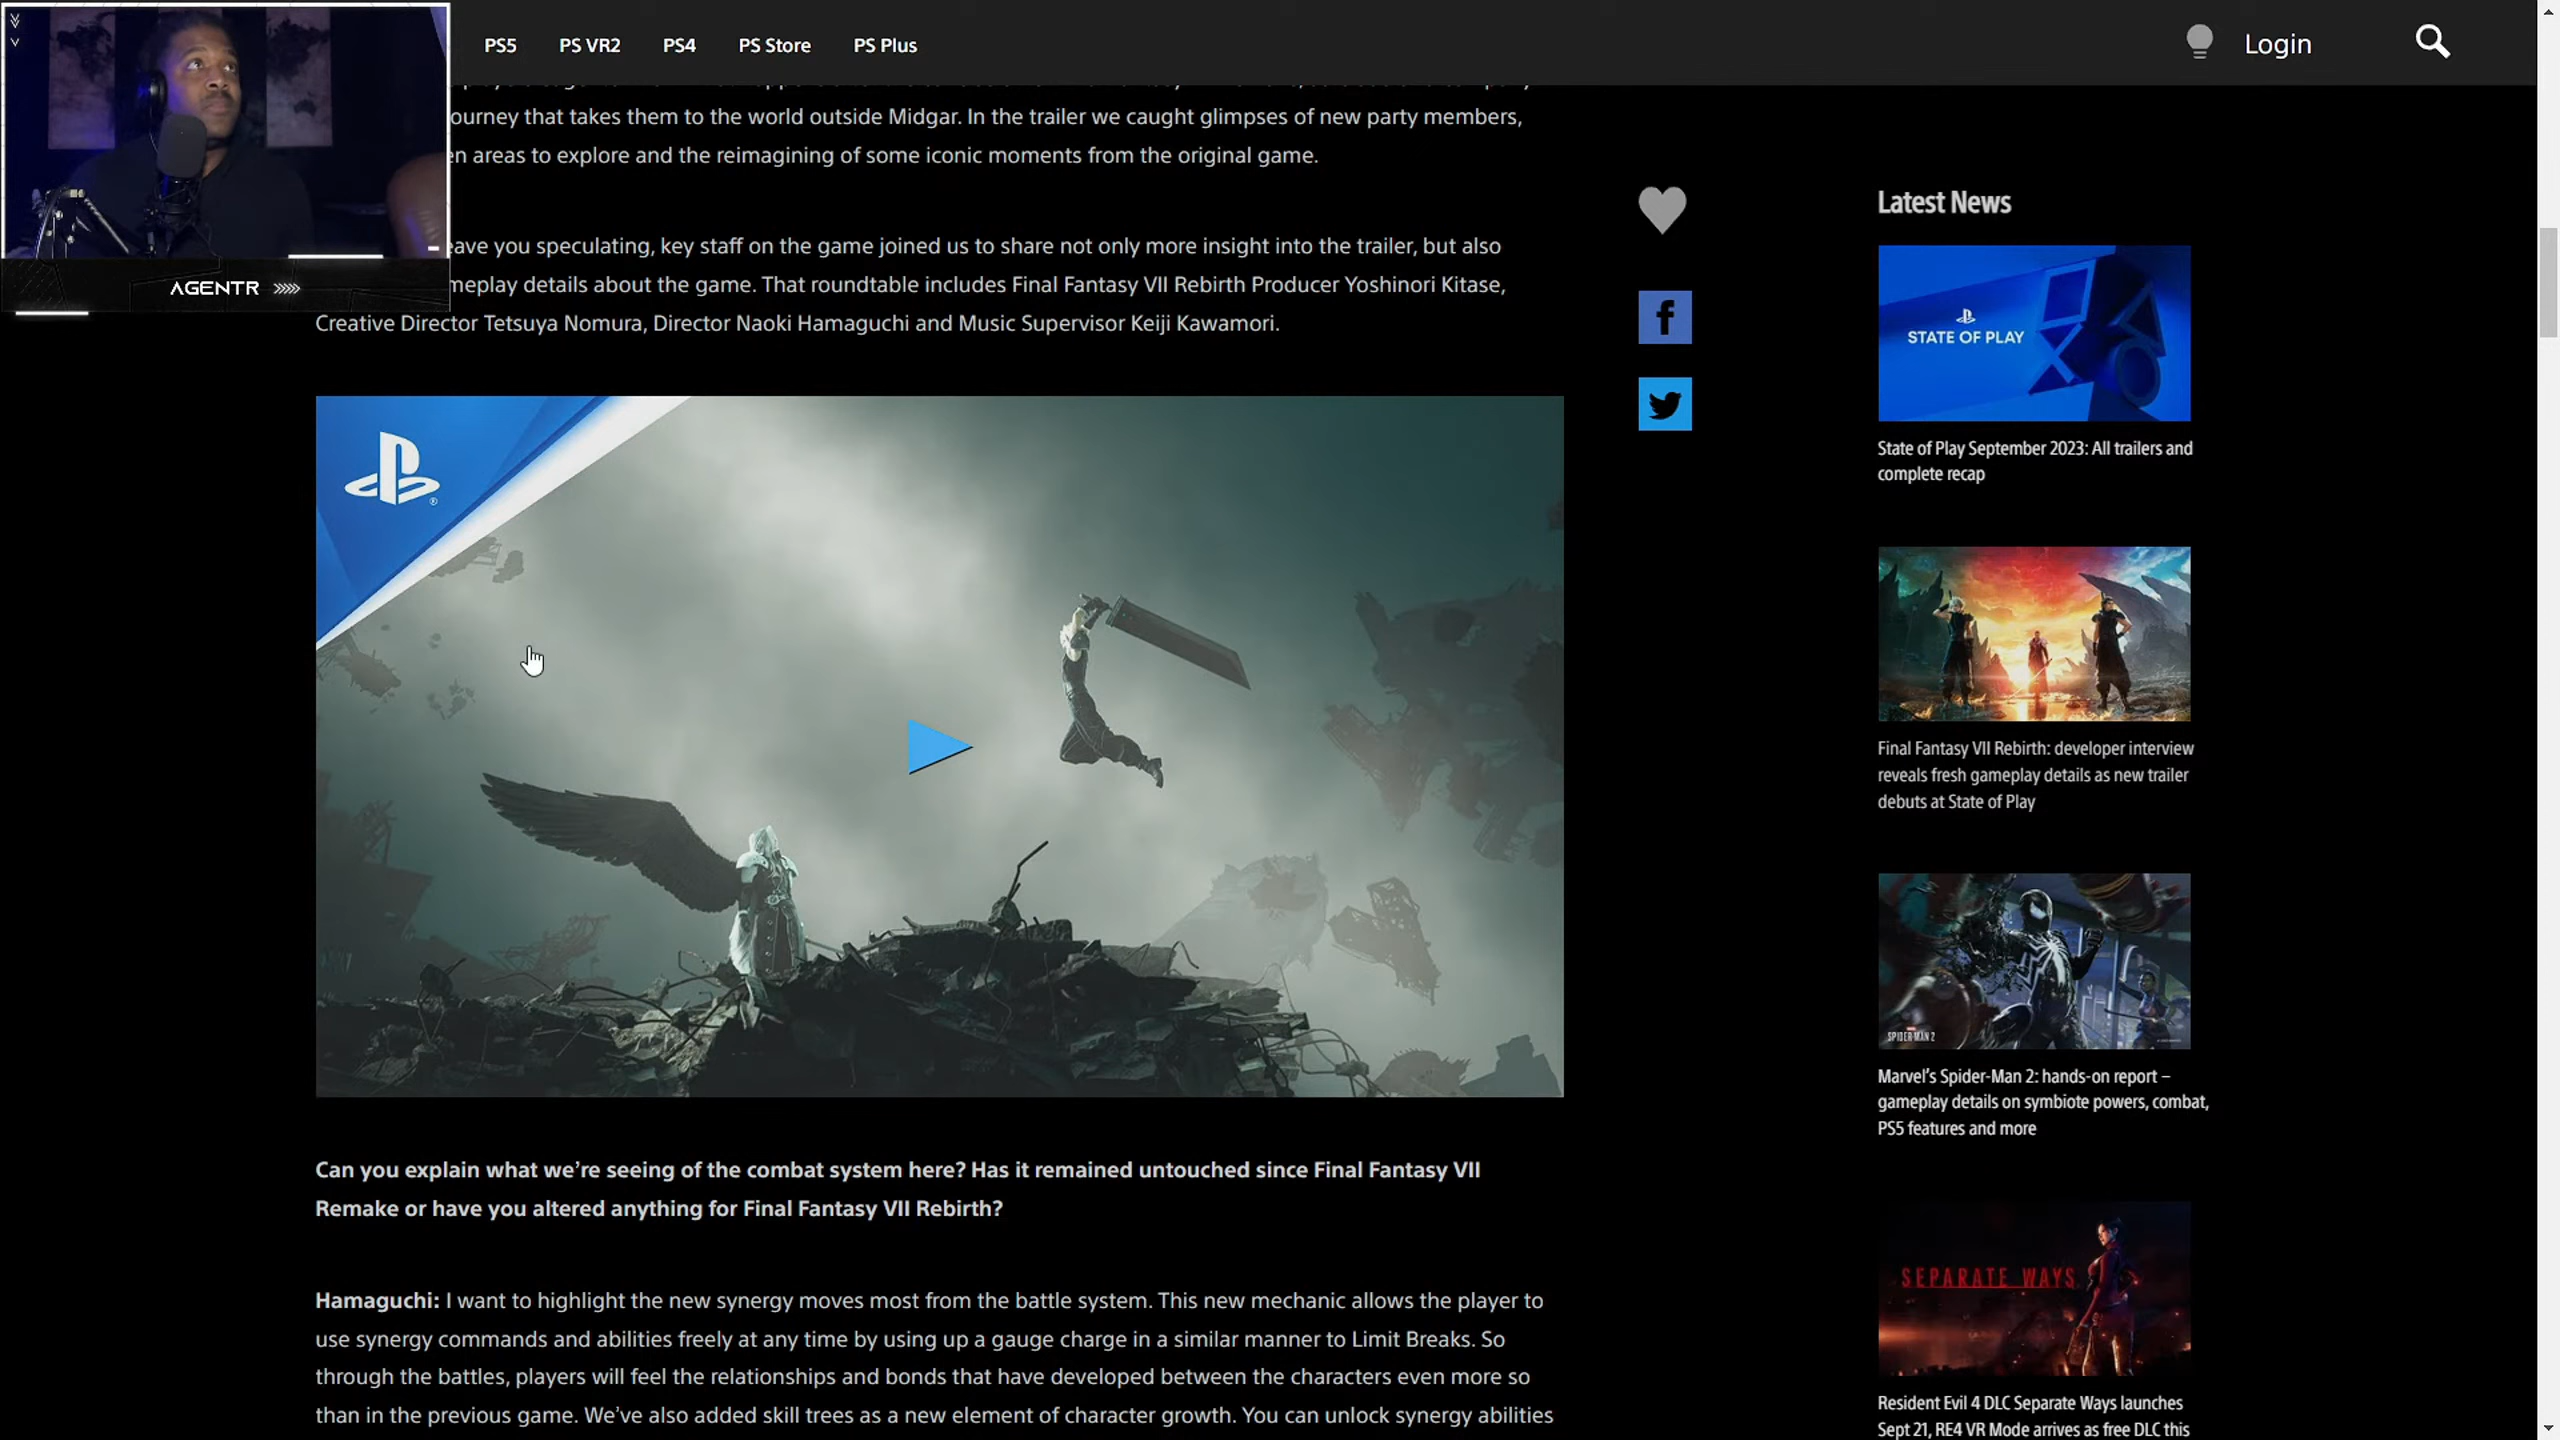 PS5 PS VR2 PS4 PS Store PS Plus Login
ourney that takes them to the world outside Midgar. In the trailer we caught glimpses of new party members,
en areas to explore and the reimagining of some iconic moments from the original game.
eave you speculating, key staff on the game joined us to share not only more insight into the trailer, but also
meplay details about the game. That roundtable includes Final Fantasy VII Rebirth Producer Yoshinori Kitase,
Creative Director Tetsuya Nomura, Director Naoki Hamaguchi and Music Supervisor Keiji Kawamori.
AGENTR
Can you explain what we’re seeing of the combat system here? Has it remained untouched since Final Fantasy VII
Remake or have you altered anything for Final Fantasy VII Rebirth?
Hamaguchi: I want to highlight the new synergy moves most from the battle system. This new mechanic allows the player to
use synergy commands and abilities freely at any time by using up a gauge charge in a similar manner to Limit Breaks. So
through the battles, players will feel the relationships and bonds that have developed between the characters even more so
than in the previous game. We’ve also added skill trees as a new element of character growth. You can unlock synergy abilities
Latest News
STATE OF PLAY
State of Play September 2023: All trailers and
complete recap
Final Fantasy VII Rebirth: developer interview
reveals fresh gameplay details as new trailer
debuts at State of Play
SPIDER-MAN 2
Marvel’s Spider-Man 2: hands-on report –
gameplay details on symbiote powers, combat,
PS5 features and more
SEPARATE WAYS
Resident Evil 4 DLC Separate Ways launches
Sept 21, RE4 VR Mode arrives as free DLC this